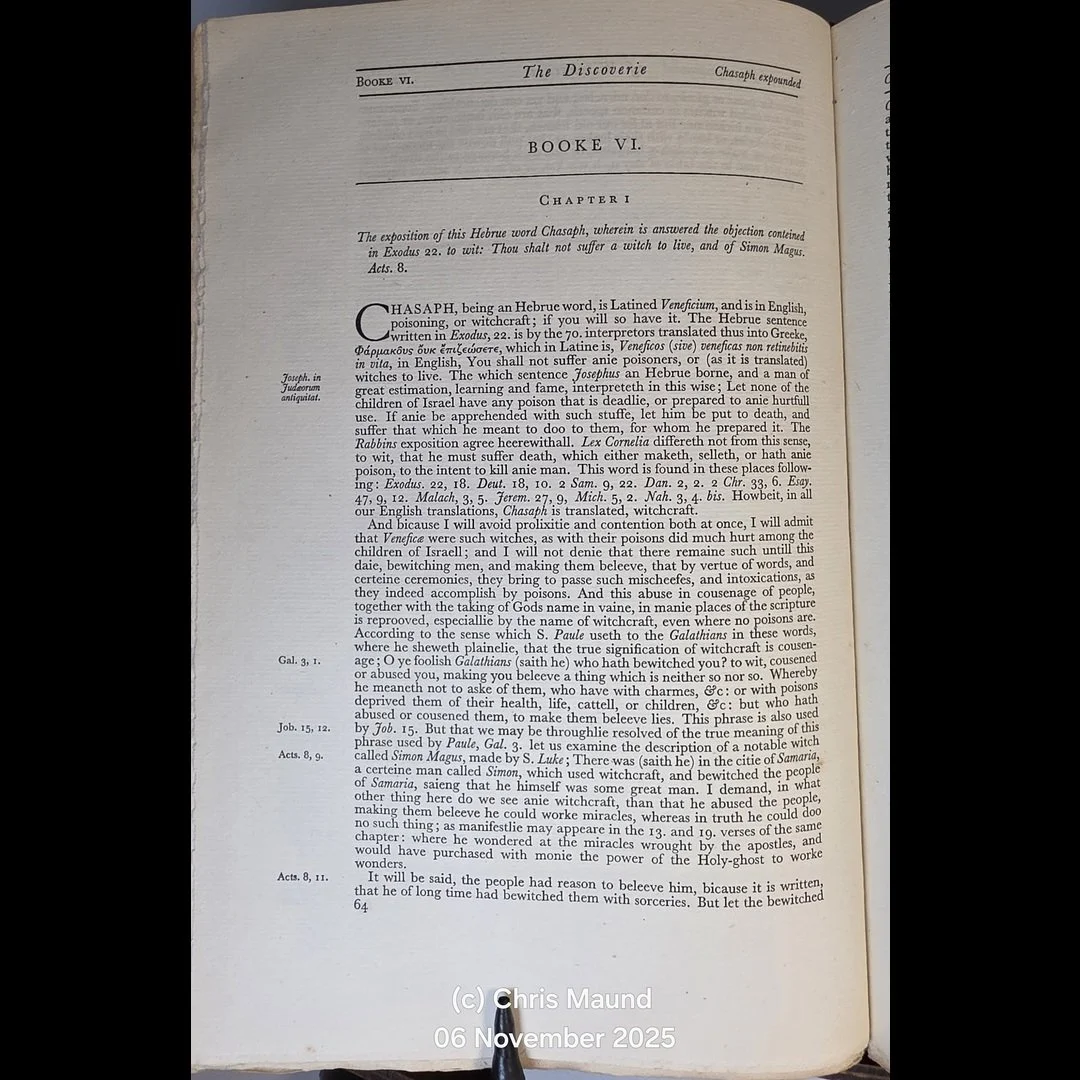 BOOKE VI. The Discoverie Chasaph expounded
BOOKE VI.
CHAPTER I
The exposition of this Hebrue word Chasaph, wherein is answered the objection conteined
in Exodus 22. to wit: Thou shalt not suffer a witch to live, and of Simon Magus.
Acts. 8.
CHASAPH, being an Hebrue word, is Latined Veneficium, and is in English,
poisoning, or witchcraft; if you will so have it. The Hebrue sentence
written in Exodus, 22. is by the 70. interpretors translated thus into Greeke,
Φάρμακοῦς ὄυκ ἔπιζεώσετε, which in Latine is, Veneficos (sive) veneficas non retinebitis
in vita, in English, You shall not suffer anie poisoners, or (as it is translated)
witches to live. The which sentence Josephus an Hebrue borne, and a man of
Joseph. in
Judæorum
antiquitat.
great estimation, learning and fame, interpreteth in this wise; Let none of the
children of Israel have any poison that is deadlie, or prepared to anie hurtfull
use. If anie be apprehended with such stuffe, let him be put to death, and
suffer that which he meant to doo to them, for whom he prepared it. The
Rabbins exposition agree heerewithall. Lex Cornelia differeth not from this sense,
to wit, that he must suffer death, which either maketh, selleth, or hath anie
poison, to the intent to kill anie man. This word is found in these places follow-
ing: Exodus. 22, 18. Deut. 18, 10. 2 Sam. 9, 22. Dan. 2, 2. 2 Chr. 33, 6. Esay.
47, 9, 12. Malach, 3, 5. Jerem. 27, 9, Mich. 5, 2. Nah. 3, 4. bis. Howbeit, in all
our English translations, Chasaph is translated, witchcraft.
And bicause I will avoid prolixitie and contention both at once, I will admit
that Veneficæ were such witches, as with their poisons did much hurt among the
children of Israell; and I will not denie that there remaine such untill this
daie, bewitching men, and making them beleeve, that by vertue of words, and
certeine ceremonies, they bring to passe such mischeefes, and intoxications, as
they indeed accomplish by poisons. And this abuse in cousenage of people,
together with the taking of Gods name in vaine, in manie places of the scripture
is reprooved, especiallie by the name of witchcraft, even where no poisons are.
According to the sense which S. Paule useth to the Galathians in these words,
where he sheweth plainelie, that the true signification of witchcraft is cousen-
Gal. 3, 1.
age; O ye foolish Galathians (saith he) who hath bewitched you? to wit, cousened
or abused you, making you beleeve a thing which is neither so nor so. Whereby
he meaneth not to aske of them, who have with charmes, &c: or with poisons
deprived them of their health, life, cattell, or children, &c: but who hath
abused or cousened them, to make them beleeve lies. This phrase is also used
Job. 15, 12.
by Job. 15. But that we may be throughlie resolved of the true meaning of this
phrase used by Paule, Gal. 3. let us examine the description of a notable witch
Acts. 8, 9.
called Simon Magus, made by S. Luke; There was (saith he) in the citie of Samaria,
a certeine man called Simon, which used witchcraft, and bewitched the people
of Samaria, saieng that he himself was some great man. I demand, in what
other thing here do we see anie witchcraft, than that he abused the people,
making them beleeve he could worke miracles, whereas in truth he could doo
no such thing; as manifestlie may appeare in the 13. and 19. verses of the same
chapter: where he wondered at the miracles wrought by the apostles, and
would have purchased with monie the power of the Holy-ghost to worke
wonders.
Acts. 8, 11.
It will be said, the people had reason to beleeve him, bicause it is written,
that he of long time had bewitched them with sorceries. But let the bewitched
64
(c) Chris Maund
06 November 2025